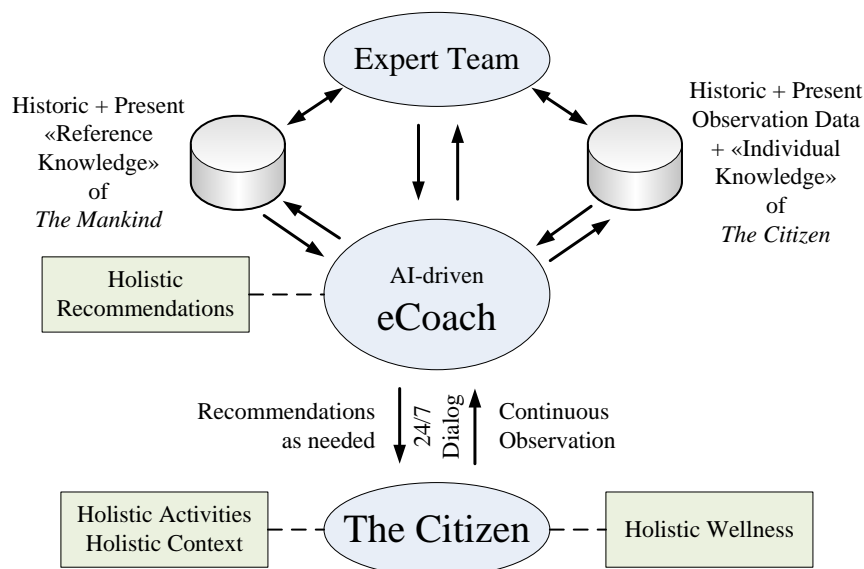 Expert Team
Historic + Present
«Reference
Knowledge»
of
The Mankind
Historic + Present
Observation Data
+ «Individual
Knowledge»
of
The Citizen
Holistic
Recommendations
AI-driven
eCoach
Recommendations
as needed
24/7
Dialog
Continuous
Observation
Holistic Activities
Holistic Context
The Citizen
Holistic Wellness